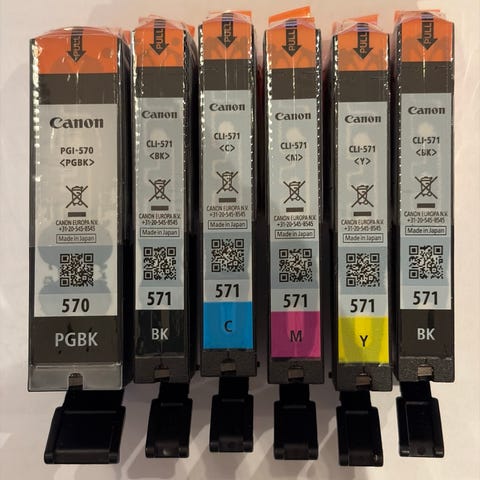 PULL
Canon
PGI-570
<PGBK>
CANON EUROPA N.V.
+31-20-545-8545
Made in Japan
570
PGBK
PULL
Canon
CLI-571
<BK>
CANON EUROPA N.V.
+31-20-545-8545
Made in Japan
571
BK
PULL
Canon
CLI-571
<C>
CANON EUROPA N.V.
+31-20-545-8545
Made in Japan
571
C
PULL
Canon
CLI-571
<M>
CANON EUROPA N.V.
+31-20-545-8545
Made in Japan
571
M
PULL
Canon
CLI-571
<Y>
CANON EUROPA N.V.
+31-20-545-8545
Made in Japan
571
Y
PULL
Canon
CLI-571
<BK>
CANON EUROPA N.V.
+31-20-545-8545
Made in Japan
571
BK